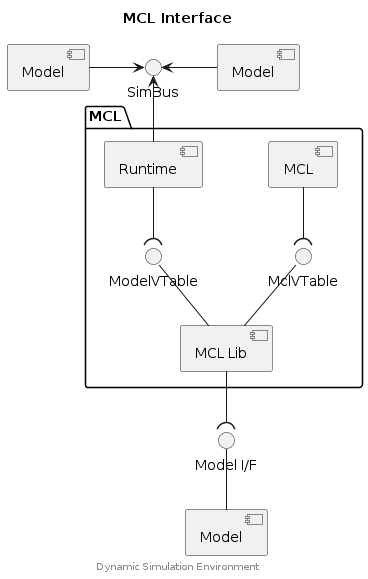 MCL Interface
Model
Model
SimBus
MCL
Runtime
MCL
ModelVTable
MclVTable
MCL Lib
Model I/F
Model
Dynamic Simulation Environment